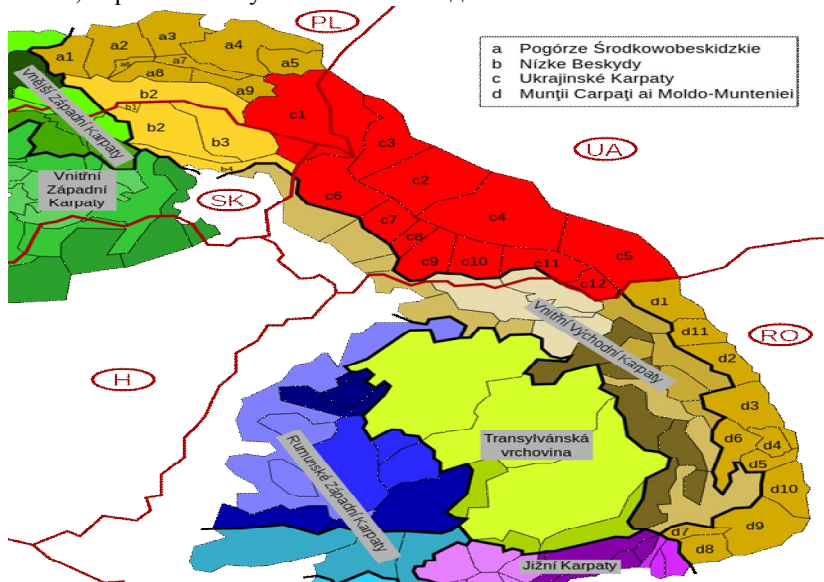 PL
a Pogórze Środkowobeskidzkie
b Nízke Beskydy
c Ukrajinské Karpaty
d Munţii Carpaţi ai Moldo-Munteniei
a1
a2
a3
a4
a5
a6
a7
a8
a9
b2
b1
b2
b3
b4
Vnější Západní Karpaty
Vnitřní
Západní
Karpaty
SK
UA
c1
c3
c2
c6
c4
c7
c8
c5
c9
c10
c11
c12
H
RO
Vnitřní Východní Karpaty
d1
d11
d2
d3
d6
d4
d5
d10
d9
d7
d8
Transylvánská
vrchovina
Rumunské Západní Karpaty
Jižní Karpaty